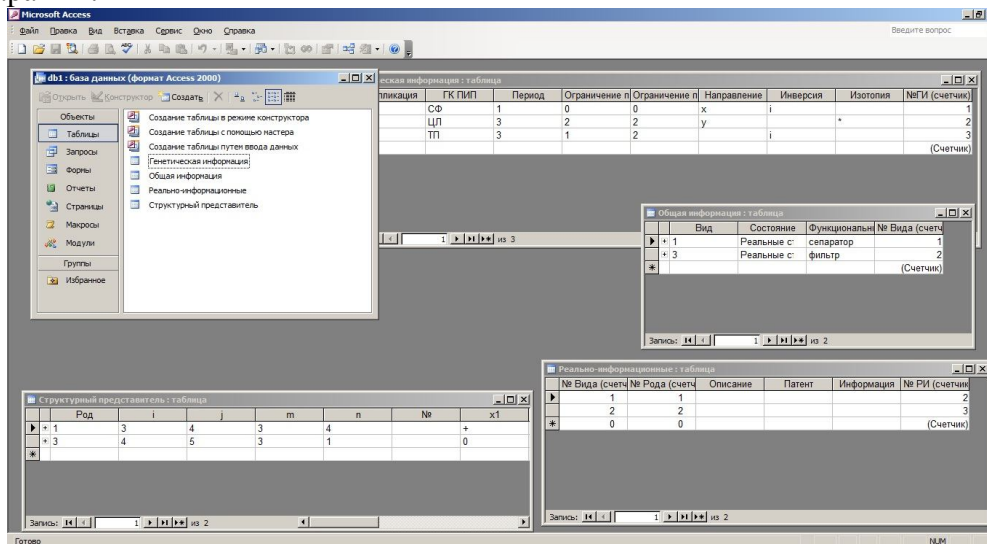 Microsoft Access
Файл Правка Вид Вставка Сервис Окно Справка Введите вопрос
db1 : база данных (формат Access 2000)
Открыть Конструктор Создать
Объекты
Таблицы
Запросы
Формы
Отчеты
Страницы
Макросы
Модули
Группы
Избранное
Создание таблицы в режиме конструктора
Создание таблицы с помощью мастера
Создание таблицы путем ввода данных
Генетическая информация
Общая информация
Реально-информационные
Структурный представитель
еская информация : таблица
пликация ГК ПИП Период Ограничение п Ограничение п Направление Инверсия Изотопия №ГИ (счетчик)
СФ 1 0 0 x i 1
ЦЛ 3 2 2 y * 2
ТП 3 1 2 i 3
(Счетчик)
1 из 3
Общая информация : таблица
Вид Состояние Функциональн № Вида (счетч
1 Реальные с сепаратор 1
3 Реальные с фильтр 2
(Счетчик)
Запись: 1 из 2
Структурный представитель : таблица
Род i j m n № x1
1 3 4 3 4 +
3 4 5 3 1 0
Запись: 1 из 2
Реально-информационные : таблица
№ Вида (счетч № Рода (счетч Описание Патент Информация № РИ (счетчик
1 1 2
2 2 3
0 0 (Счетчик)
Запись: 1 из 2
Готово NUM